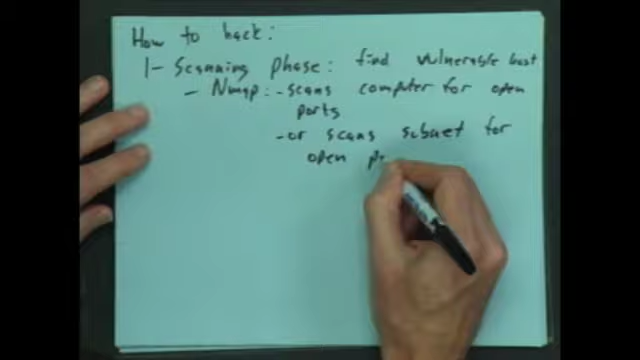 How to hack:
1- Scanning phase: find vulnerable host
- Nmap: - scans computer for open
ports
- or scans subnet for
open